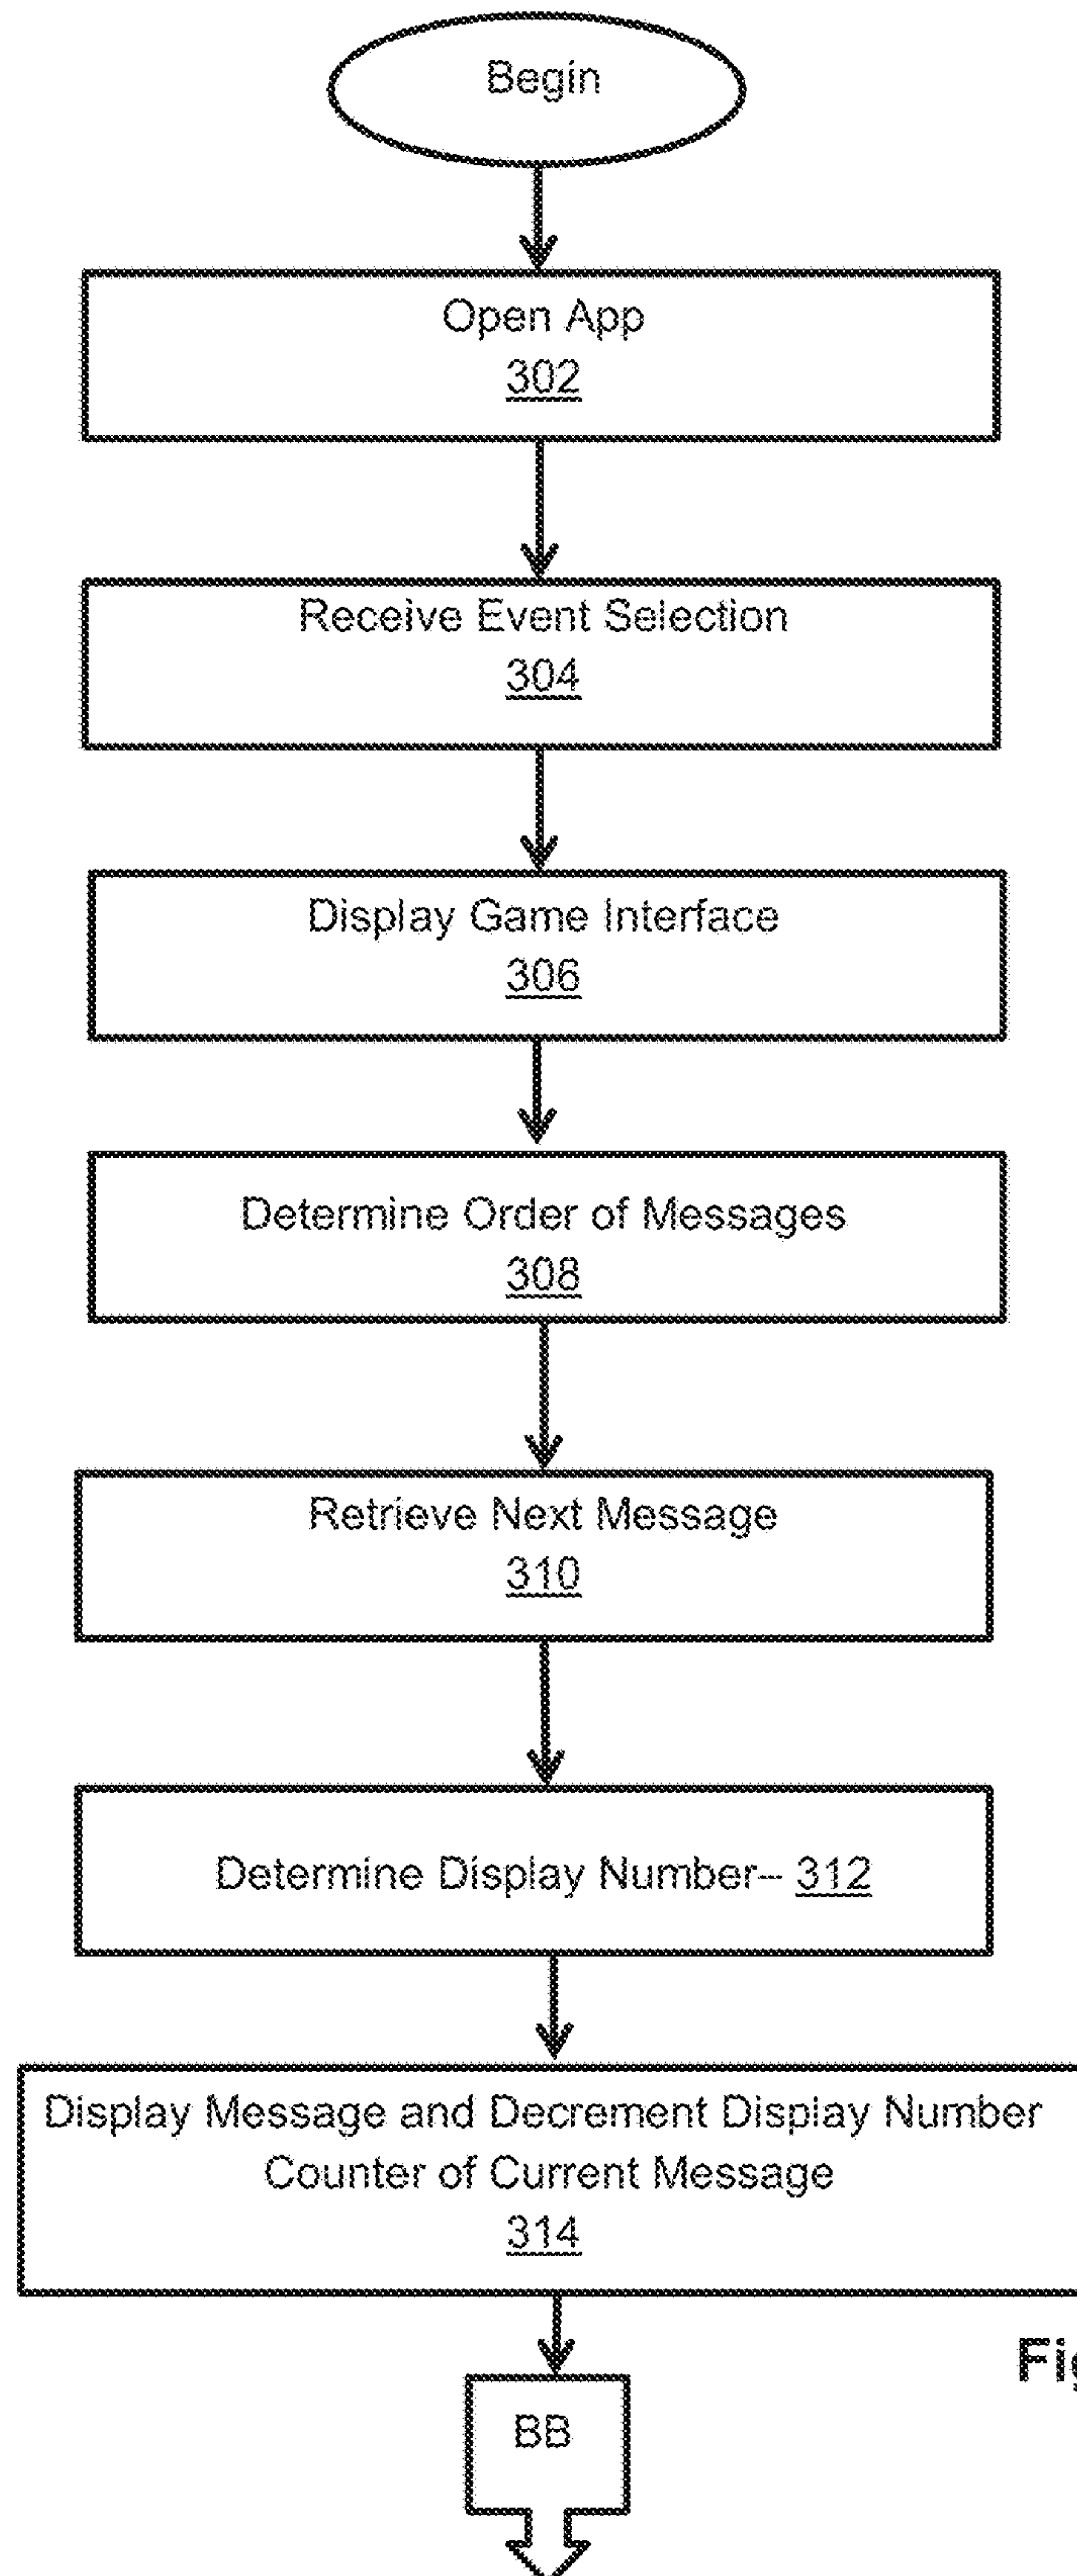 Begin
Open App
302
Receive Event Selection
304
Display Game Interface
306
Determine Order of Messages
308
Retrieve Next Message
310
Determine Display Number-- 312
Display Message and Decrement Display Number
Counter of Current Message
314
BB